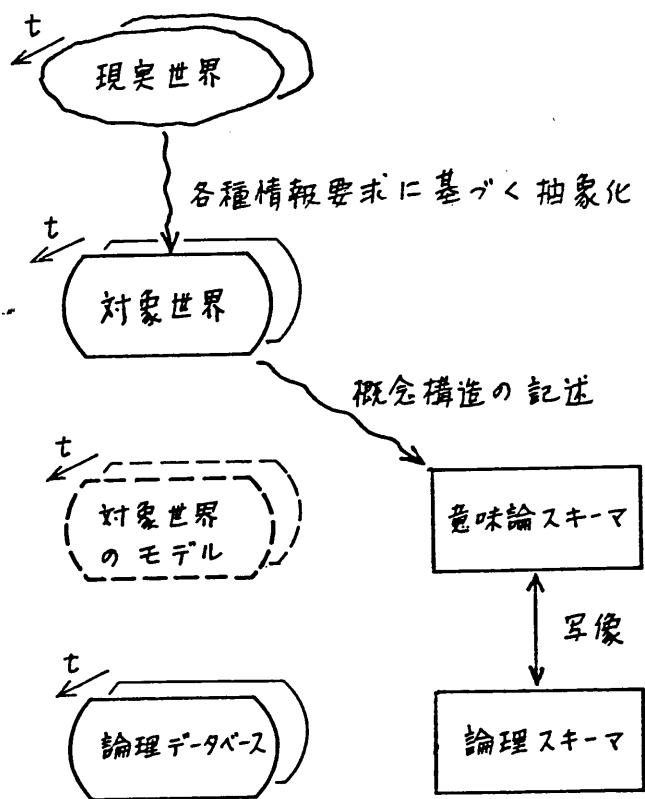 t
現実世界
各種情報要求に基づく抽象化
t
対象世界
概念構造の記述
t
対象世界
のモデル
意味論スキーマ
写像
t
論理データベース
論理スキーマ